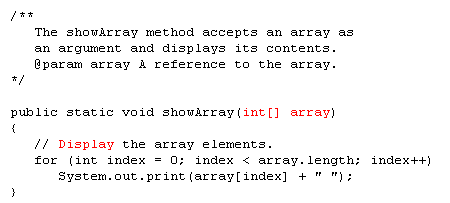 /**
   The showArray method accepts an array as
   an argument and displays its contents.
   @param array A reference to the array.
*/

public static void showArray(int[] array)
{
   // Display the array elements.
   for (int index = 0; index < array.length; index++)
      System.out.print(array[index] + " ");
}